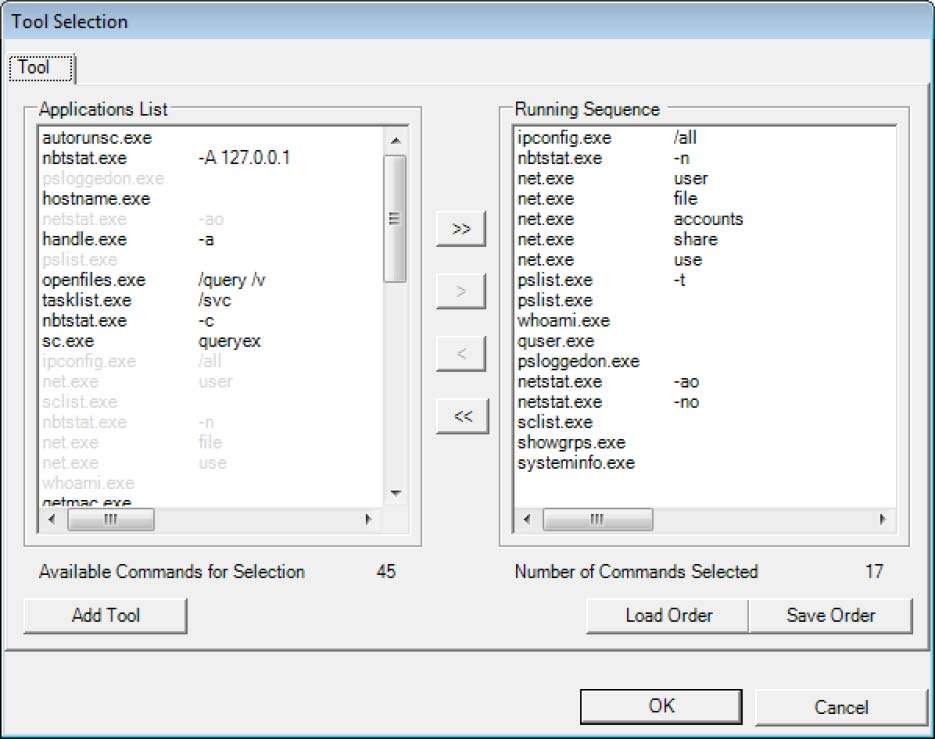 Tool Selection
Tool
Applications List
autorunsc.exe
nbtstat.exe -A 127.0.0.1
psloggedon.exe
hostname.exe
netstat.exe -ao
handle.exe -a
pslist.exe
openfiles.exe /query /v
tasklist.exe /svc
nbtstat.exe -c
sc.exe queryex
ipconfig.exe /all
net.exe user
sclist.exe
nbtstat.exe -n
net.exe file
net.exe use
whoami.exe
getmac.exe
Available Commands for Selection 45
Add Tool
>>
>
<
<<
Running Sequence
ipconfig.exe /all
nbtstat.exe -n
net.exe user
net.exe file
net.exe accounts
net.exe share
net.exe use
pslist.exe -t
pslist.exe
whoami.exe
quser.exe
psloggedon.exe
netstat.exe -ao
netstat.exe -no
sclist.exe
showgrps.exe
systeminfo.exe
Number of Commands Selected 17
Load Order
Save Order
OK
Cancel